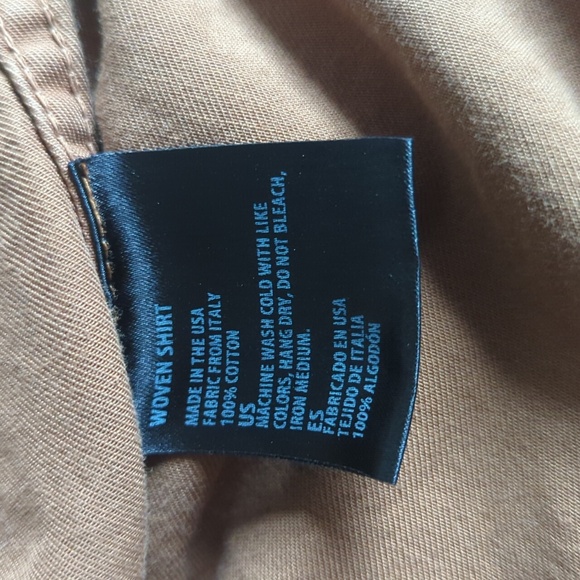 WOVEN SHIRT
MADE IN THE USA
FABRIC FROM ITALY
100% COTTON
US
MACHINE WASH COLD WITH LIKE
COLORS, HANG DRY, DO NOT BLEACH,
IRON MEDIUM.
ES
FABRICADO EN USA
TEJIDO DE ITALIA
100% ALGODÓN